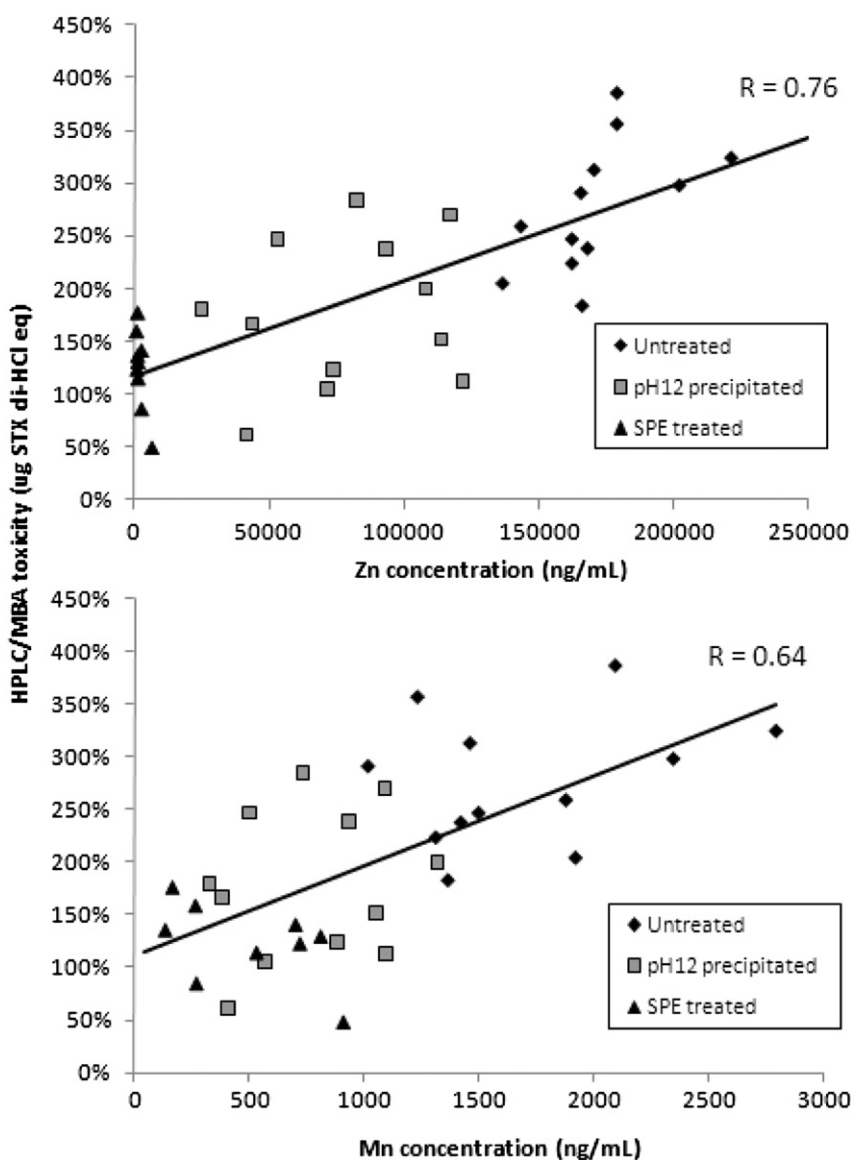 HPLC/MBA toxicity (ug STX di-HCl eq)
450%
400%
350%
300%
250%
200%
150%
100%
50%
0%
R = 0.76
Untreated
pH12 precipitated
SPE treated
0 50000 100000 150000 200000 250000
Zn concentration (ng/mL)
450%
400%
350%
300%
250%
200%
150%
100%
50%
0%
R = 0.64
Untreated
pH12 precipitated
SPE treated
0 500 1000 1500 2000 2500 3000
Mn concentration (ng/mL)